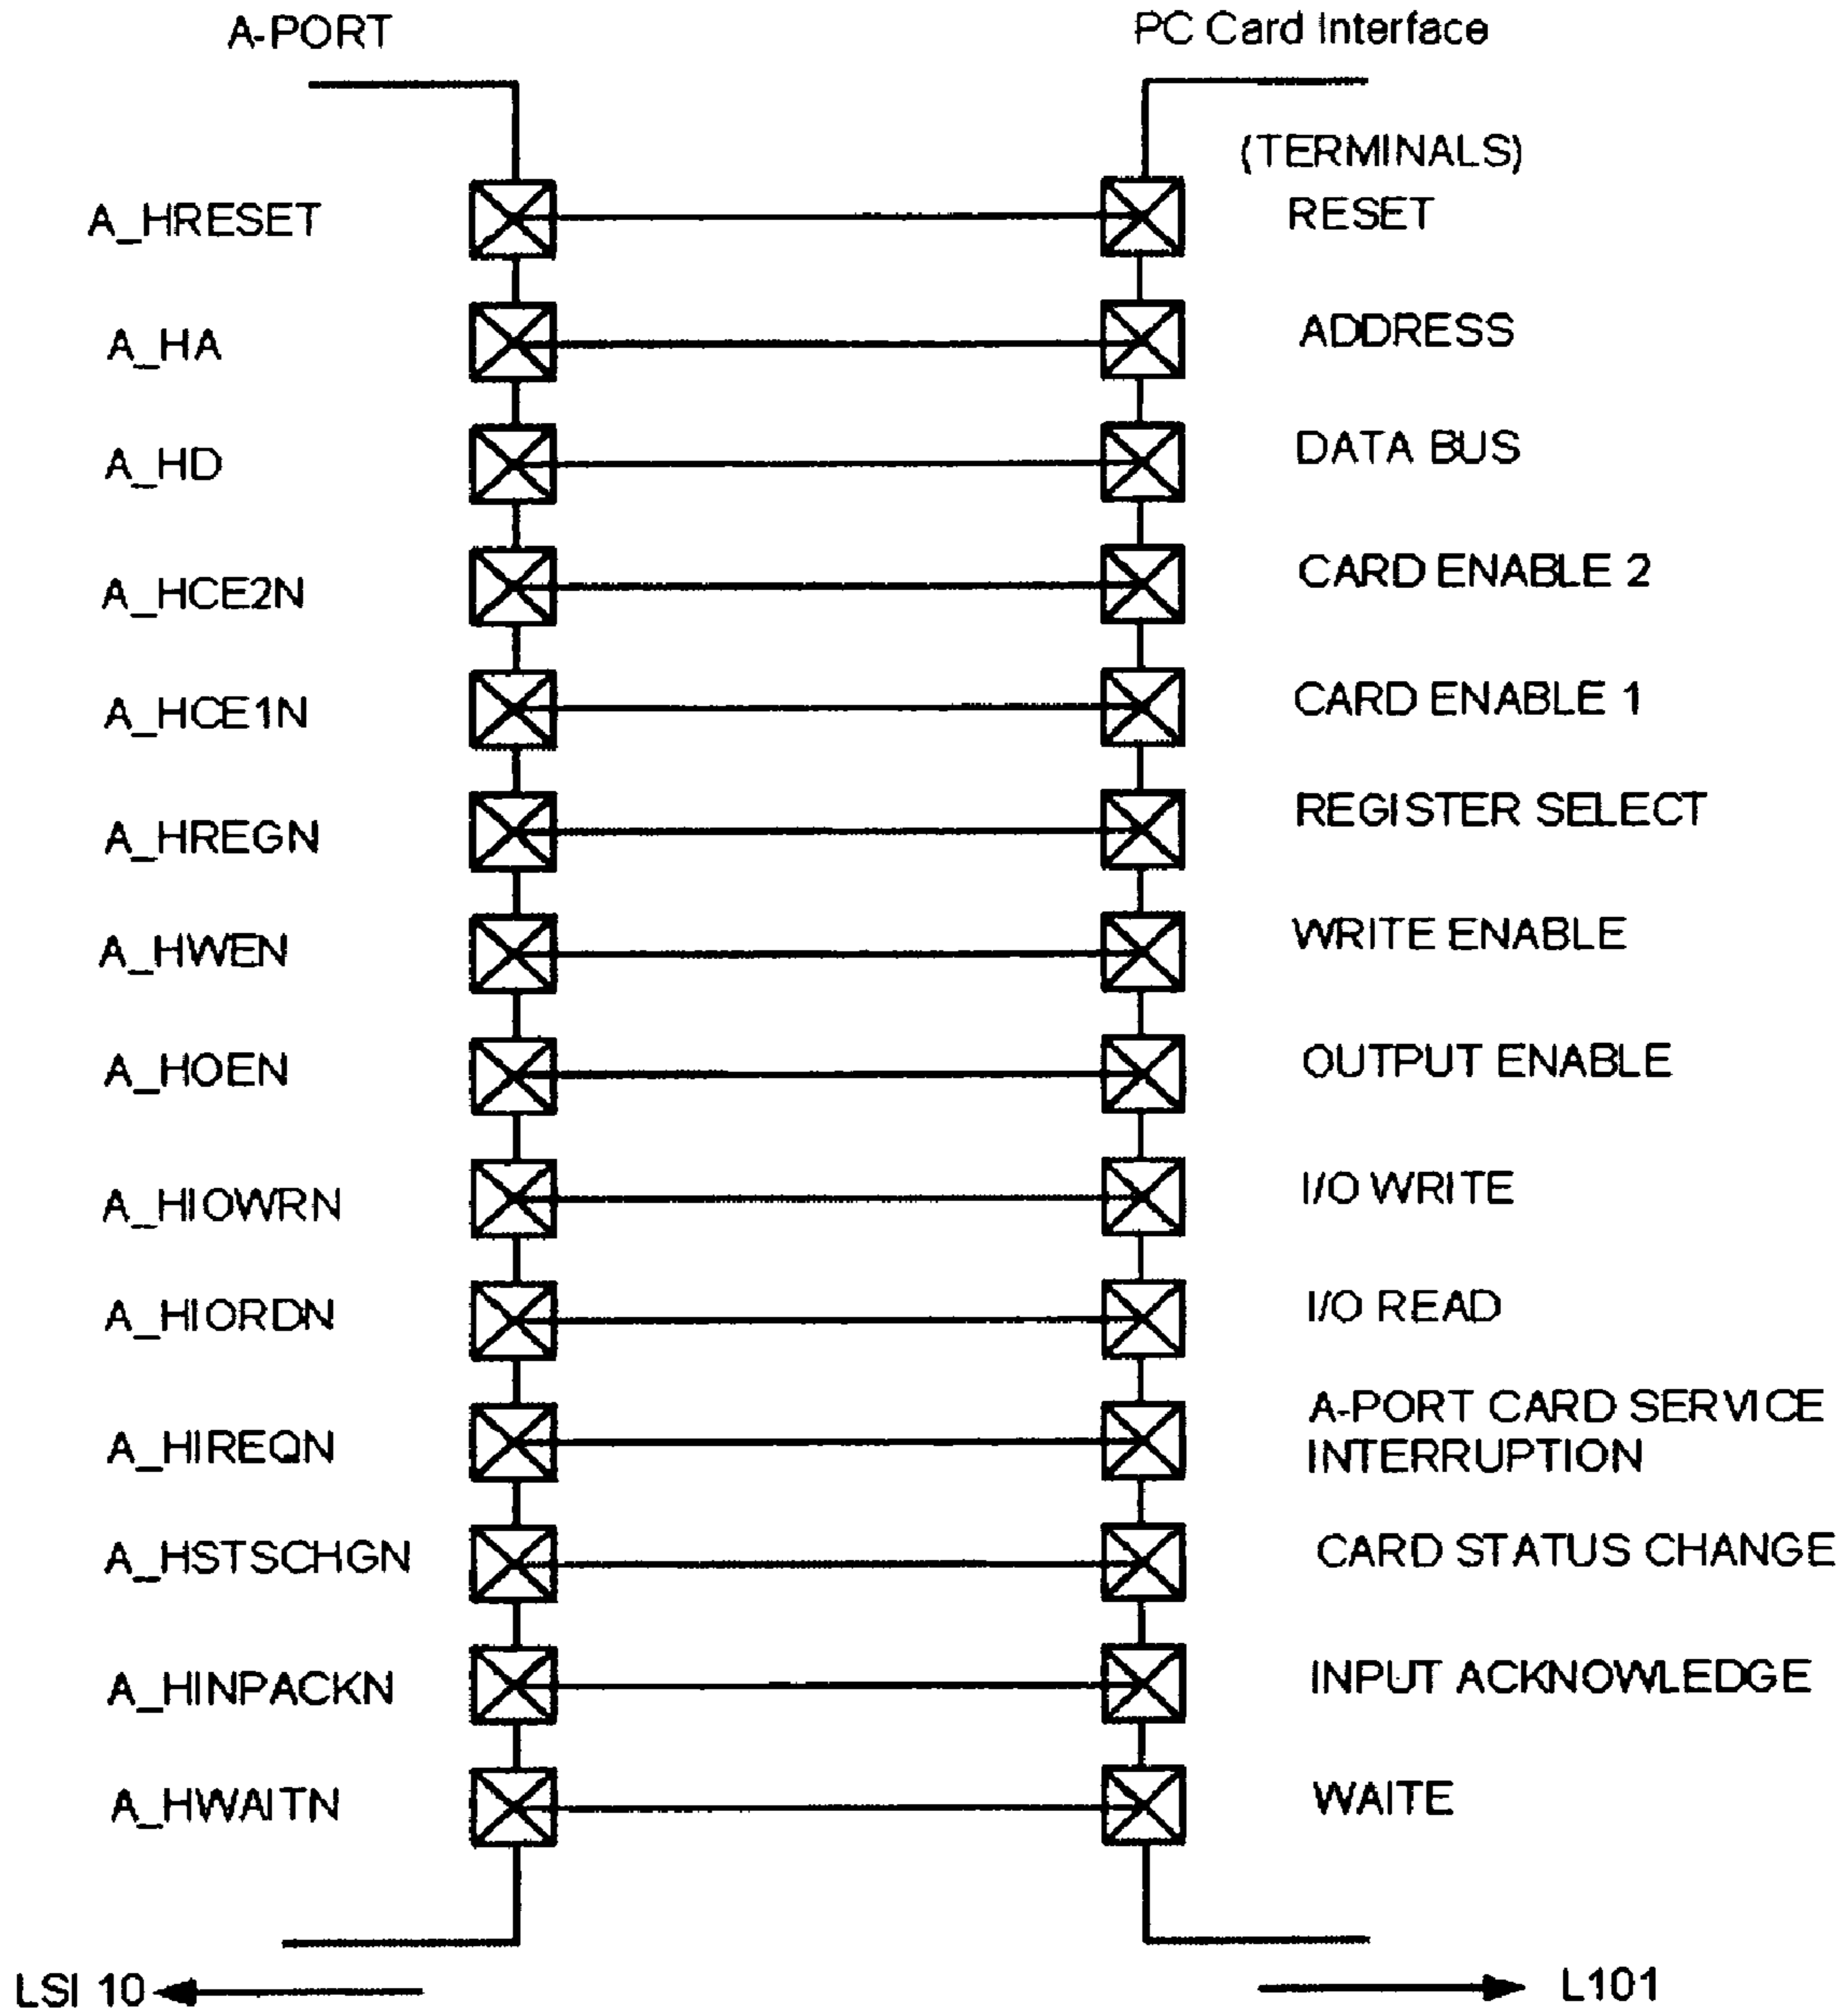 A-PORT
PC Card Interface
(TERMINALS)
A_HRESET
RESET
A_HA
ADDRESS
A_HD
DATA BUS
A_HCE2N
CARD ENABLE 2
A_HCE1N
CARD ENABLE 1
A_HREGN
REGISTER SELECT
A_HWEN
WRITE ENABLE
A_HOEN
OUTPUT ENABLE
A_HIOWRN
I/O WRITE
A_HIORDN
I/O READ
A_HIREQN
A-PORT CARD SERVICE
INTERRUPTION
A_HSTSCHGN
CARD STATUS CHANGE
A_HINPACKN
INPUT ACKNOWLEDGE
A_HWAITN
WAITE
LSI 10
L101